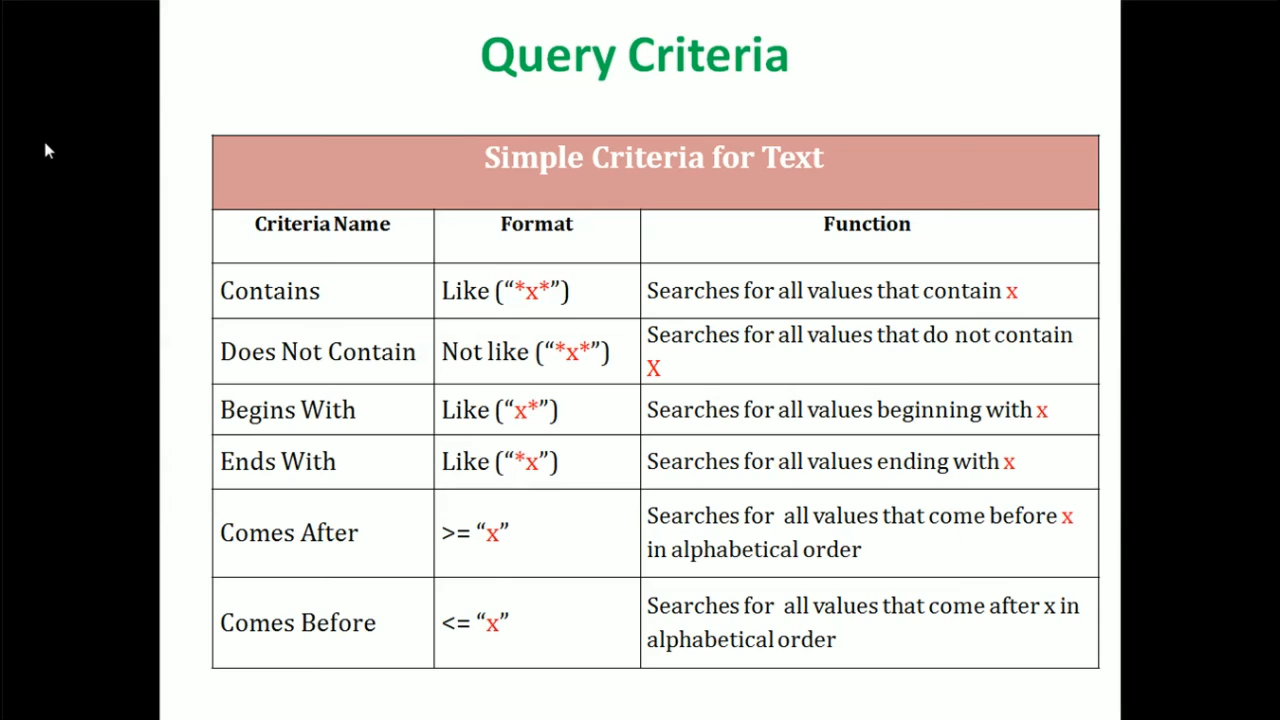 Query Criteria
Simple Criteria for Text
Criteria Name Format Function
Contains Like (“*x*”) Searches for all values that contain x
Does Not Contain Not like (“*x*”) Searches for all values that do not contain
X
Begins With Like (“x*”) Searches for all values beginning with x
Ends With Like (“*x”) Searches for all values ending with x
Comes After >= “x” Searches for all values that come before x
in alphabetical order
Comes Before <= “x” Searches for all values that come after x in
alphabetical order